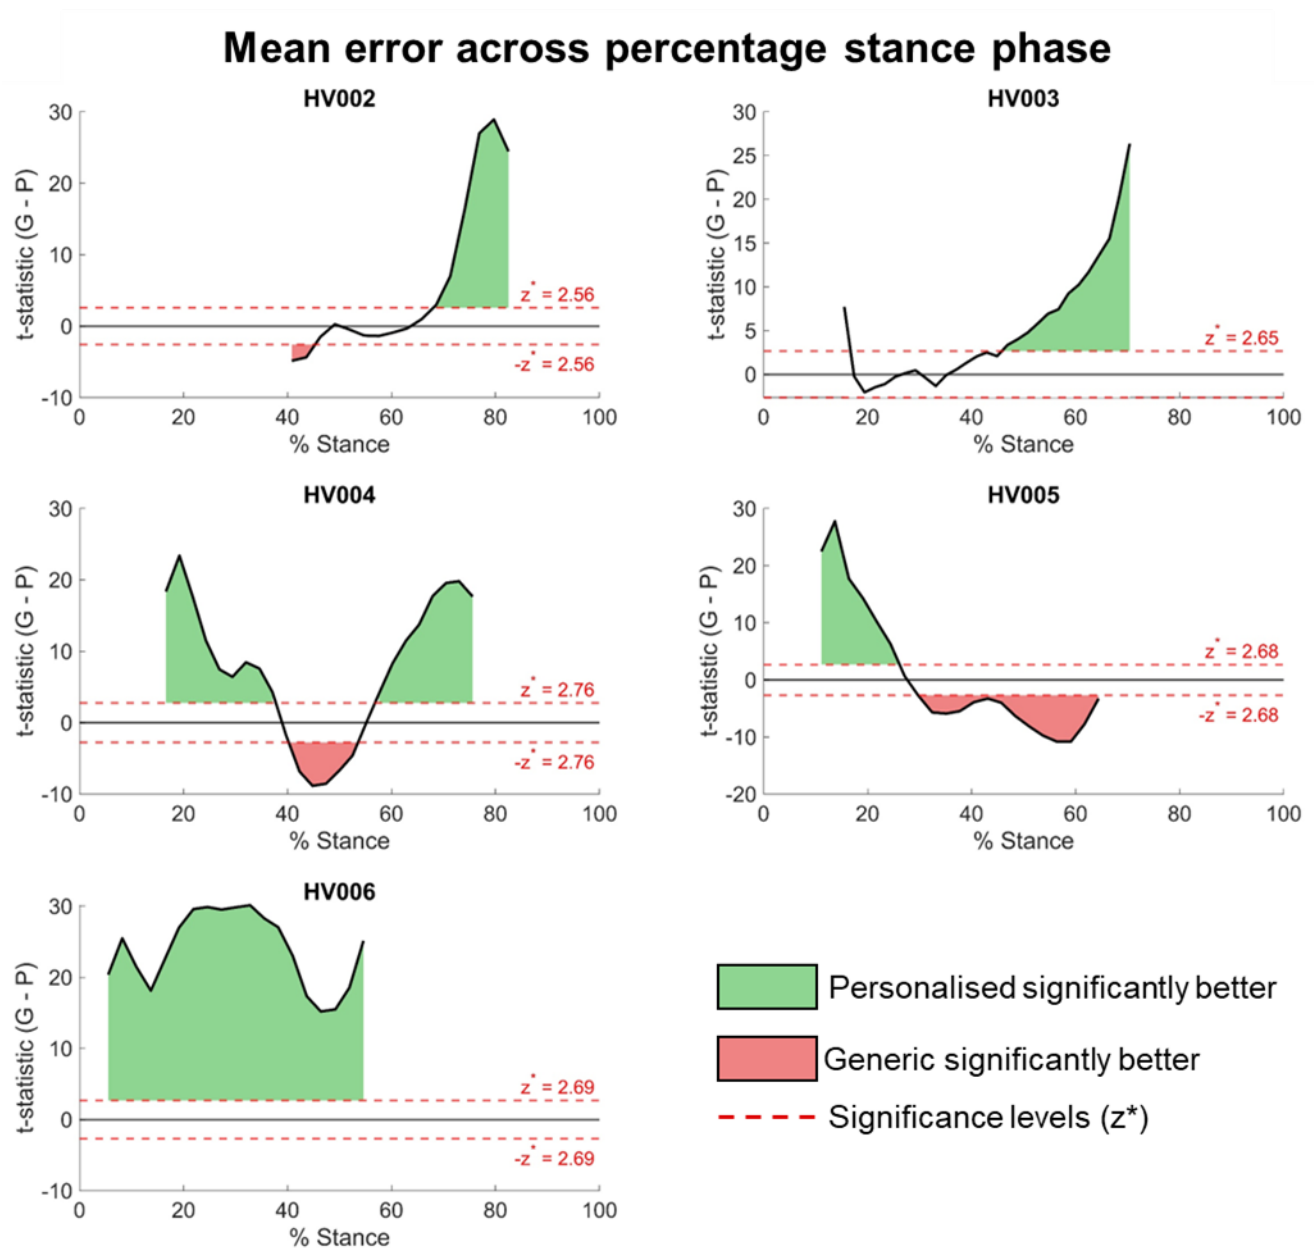 Mean error across percentage stance phase
HV002
30
20
10
0
-10
t-statistic (G - P)
z* = 2.56
-z* = 2.56
0 20 40 60 80 100
% Stance
HV003
30
25
20
15
10
5
0
t-statistic (G - P)
z* = 2.65
0 20 40 60 80 100
% Stance
HV004
30
20
10
0
-10
t-statistic (G - P)
z* = 2.76
-z* = 2.76
0 20 40 60 80 100
% Stance
HV005
30
20
10
0
-10
-20
t-statistic (G - P)
z* = 2.68
-z* = 2.68
0 20 40 60 80 100
% Stance
HV006
30
20
10
0
-10
t-statistic (G - P)
z* = 2.69
-z* = 2.69
0 20 40 60 80 100
% Stance
Personalised significantly better
Generic significantly better
Significance levels (z*)